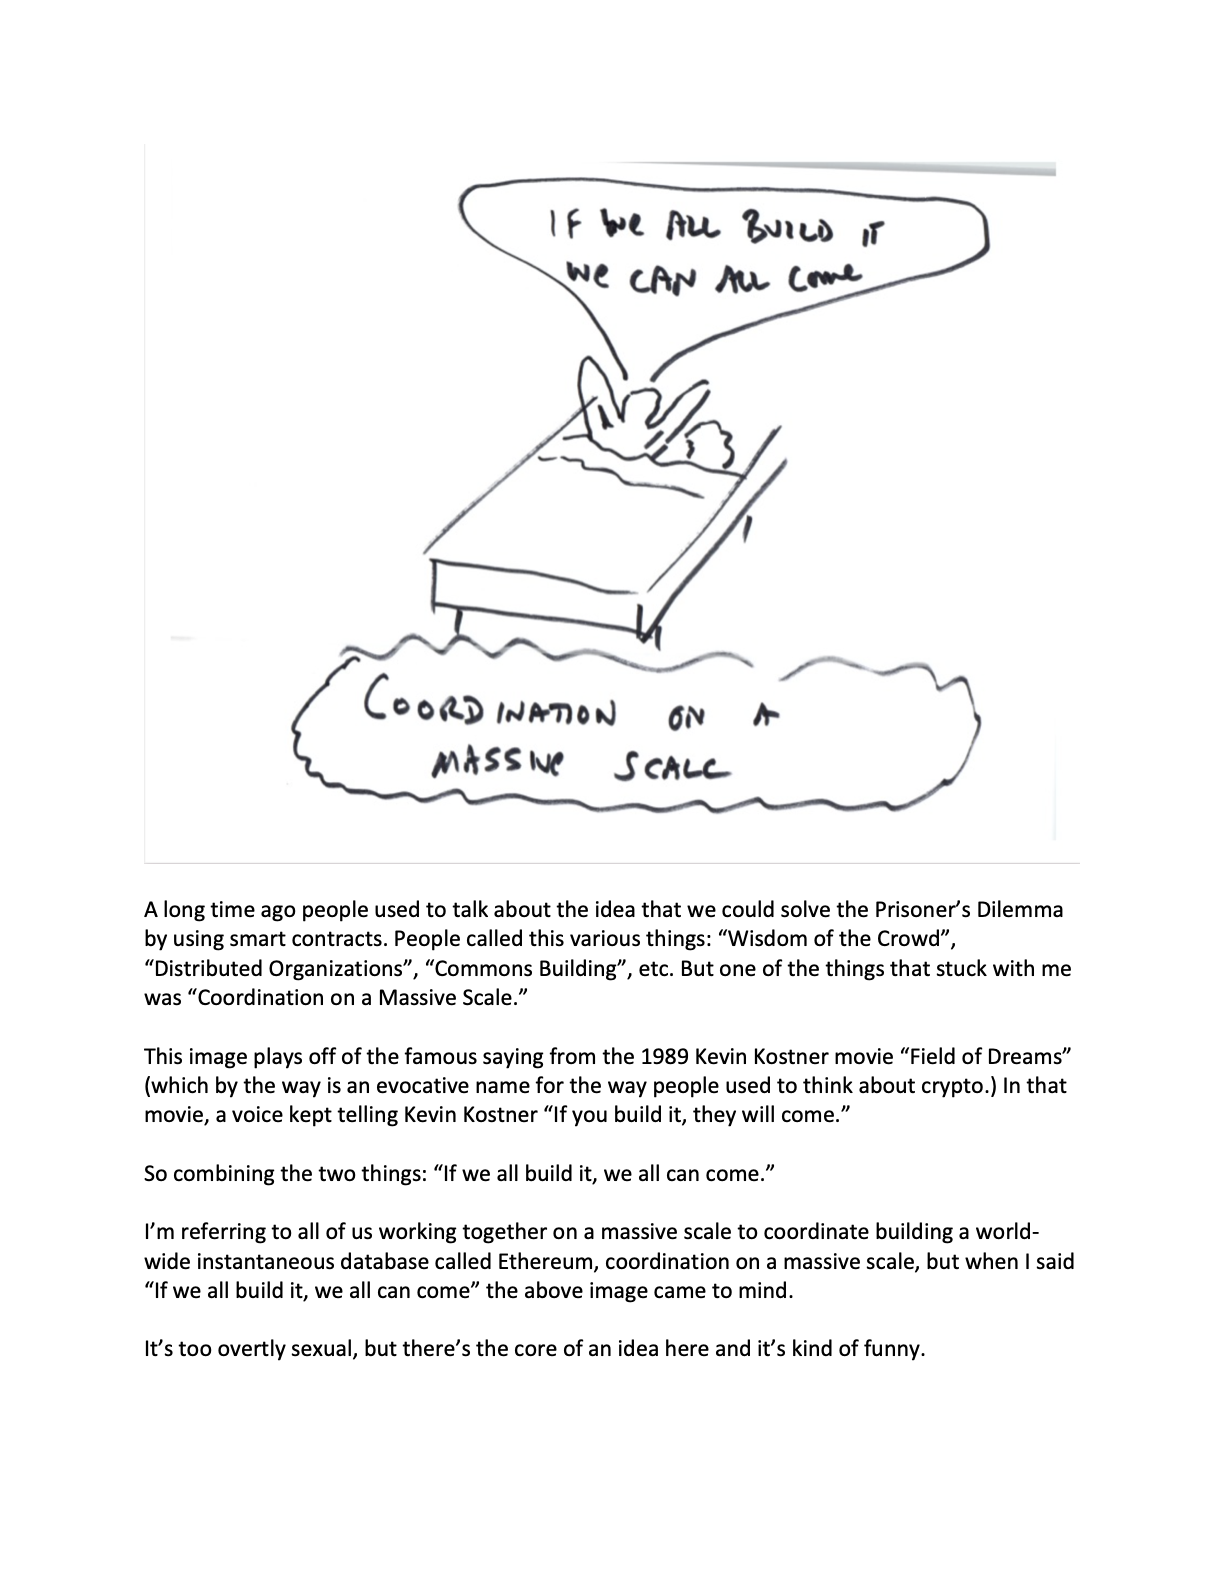 IF We ALL BUILD IT
We CAN ALL Come
COORDINATION ON A
MASSIVE SCALE
A long time ago people used to talk about the idea that we could solve the Prisoner’s Dilemma
by using smart contracts. People called this various things: “Wisdom of the Crowd”,
“Distributed Organizations”, “Commons Building”, etc. But one of the things that stuck with me
was “Coordination on a Massive Scale.”
This image plays off of the famous saying from the 1989 Kevin Kostner movie “Field of Dreams”
(which by the way is an evocative name for the way people used to think about crypto.) In that
movie, a voice kept telling Kevin Kostner “If you build it, they will come.”
So combining the two things: “If we all build it, we all can come.”
I’m referring to all of us working together on a massive scale to coordinate building a world-
wide instantaneous database called Ethereum, coordination on a massive scale, but when I said
“If we all build it, we all can come” the above image came to mind.
It’s too overtly sexual, but there’s the core of an idea here and it’s kind of funny.